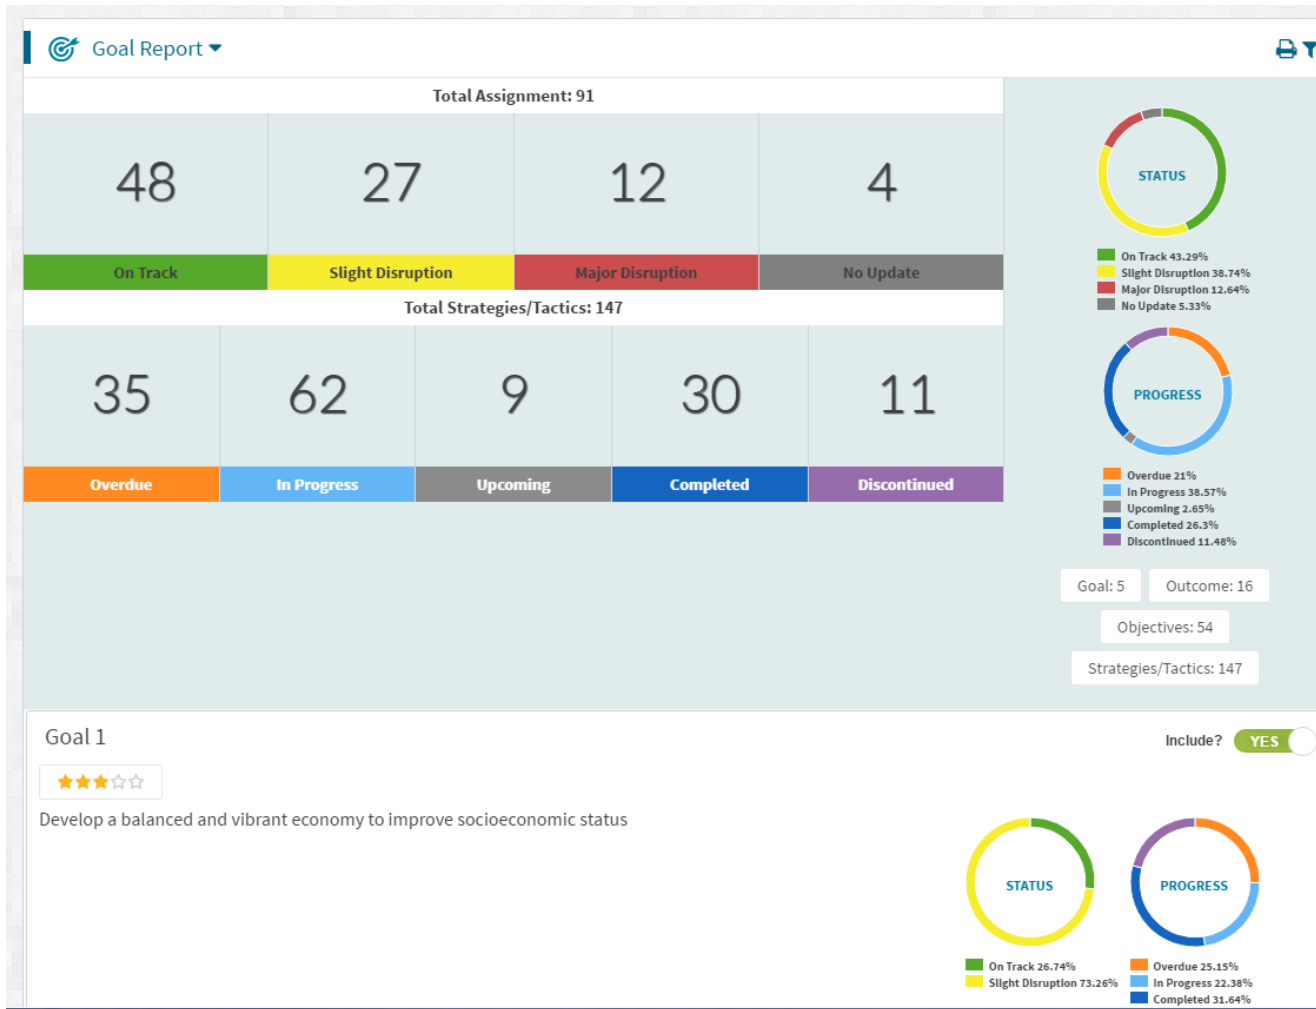 Goal Report
Total Assignment: 91
48 27 12 4
On Track Slight Disruption Major Disruption No Update
Total Strategies/Tactics: 147
35 62 9 30 11
Overdue In Progress Upcoming Completed Discontinued
STATUS
On Track 43.29%
Slight Disruption 38.74%
Major Disruption 12.64%
No Update 5.33%
PROGRESS
Overdue 21%
In Progress 38.57%
Upcoming 2.65%
Completed 26.3%
Discontinued 11.48%
Goal: 5 Outcome: 16
Objectives: 54
Strategies/Tactics: 147
Goal 1
Include? YES
Develop a balanced and vibrant economy to improve socioeconomic status
STATUS
On Track 26.74%
Slight Disruption 73.26%
PROGRESS
Overdue 25.15%
In Progress 22.38%
Completed 31.64%